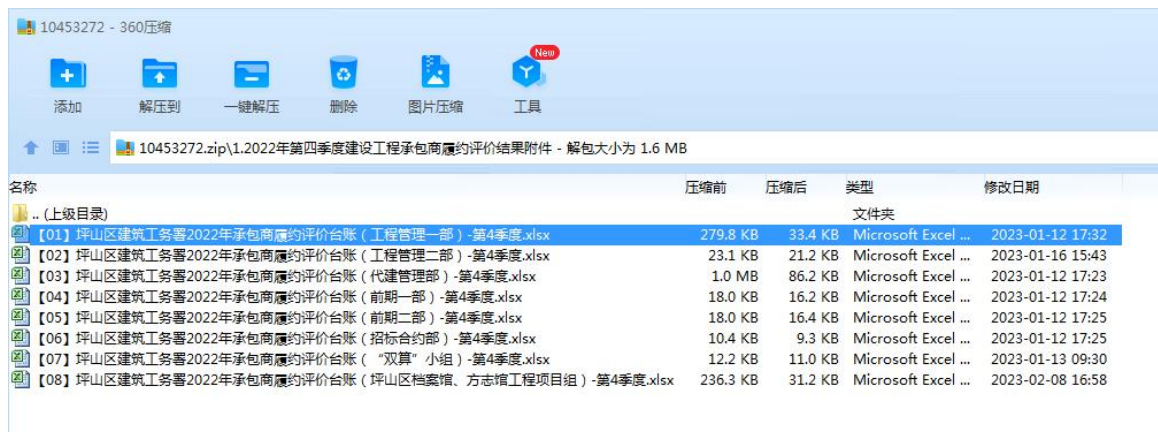 10453272 - 360压缩
New
添加 解压到 一键解压 删除 图片压缩 工具
10453272.zip\1.2022年第四季度建设工程承包商履约评价结果附件 - 解包大小为 1.6 MB
名称 压缩前 压缩后 类型 修改日期
.. (上级目录) 文件夹
【01】坪山区建筑工务署2022年承包商履约评价台账（工程管理一部）-第4季度.xlsx 279.8 KB 33.4 KB Microsoft Excel ... 2023-01-12 17:32
【02】坪山区建筑工务署2022年承包商履约评价台账（工程管理二部）-第4季度.xlsx 23.1 KB 21.2 KB Microsoft Excel ... 2023-01-16 15:43
【03】坪山区建筑工务署2022年承包商履约评价台账（代建管理部）-第4季度.xlsx 1.0 MB 86.2 KB Microsoft Excel ... 2023-01-12 17:23
【04】坪山区建筑工务署2022年承包商履约评价台账（前期一部）-第4季度.xlsx 18.0 KB 16.2 KB Microsoft Excel ... 2023-01-12 17:24
【05】坪山区建筑工务署2022年承包商履约评价台账（前期二部）-第4季度.xlsx 18.0 KB 16.4 KB Microsoft Excel ... 2023-01-12 17:25
【06】坪山区建筑工务署2022年承包商履约评价台账（招标合约部）-第4季度.xlsx 10.4 KB 9.3 KB Microsoft Excel ... 2023-01-12 17:25
【07】坪山区建筑工务署2022年承包商履约评价台账（“双算”小组）-第4季度.xlsx 12.2 KB 11.0 KB Microsoft Excel ... 2023-01-13 09:30
【08】坪山区建筑工务署2022年承包商履约评价台账（坪山区档案馆、方志馆工程项目组）-第4季度.xlsx 236.3 KB 31.2 KB Microsoft Excel ... 2023-02-08 16:58